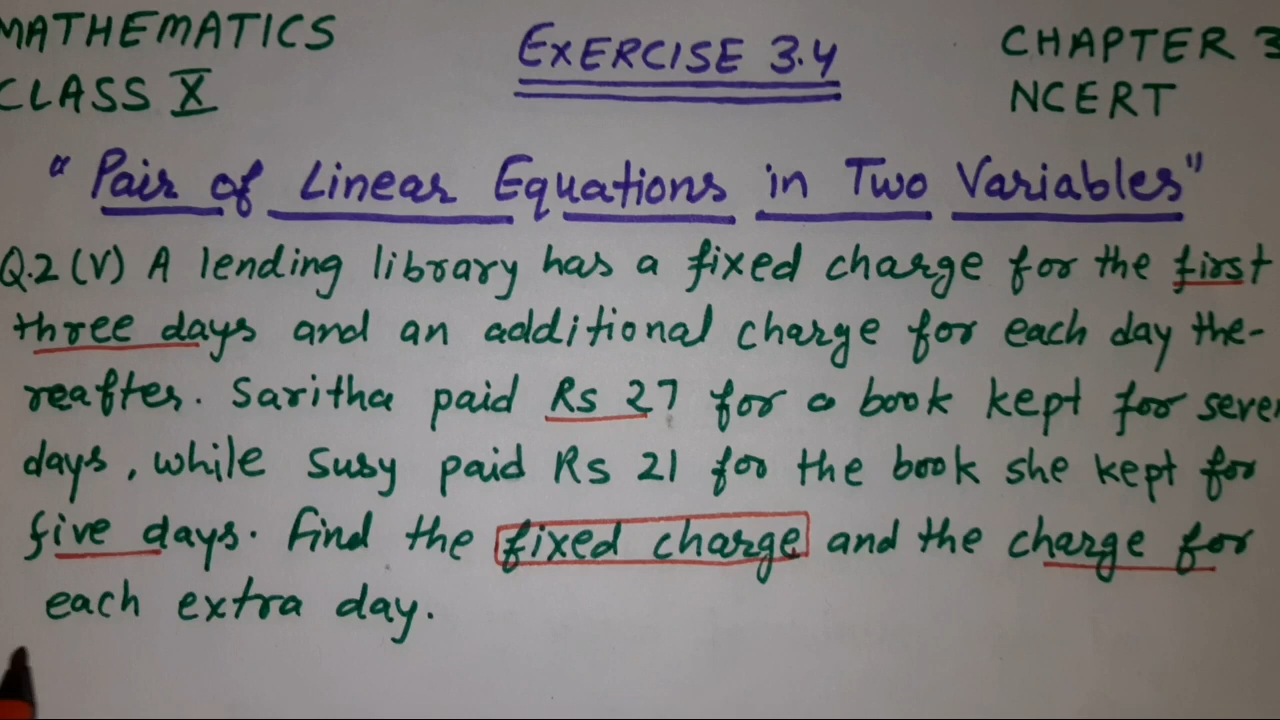 MATHEMATICS
CLASS X
EXERCISE 3.4
CHAPTER 3
NCERT
"Pair of Linear Equations in Two Variables"
Q.2 (V) A lending library has a fixed charge for the first
three days and an additional charge for each day the-
reafter. Saritha paid Rs 27 for a book kept for seven
days, while Susy paid Rs 21 for the book she kept for
five days. Find the fixed charge and the charge for
each extra day.